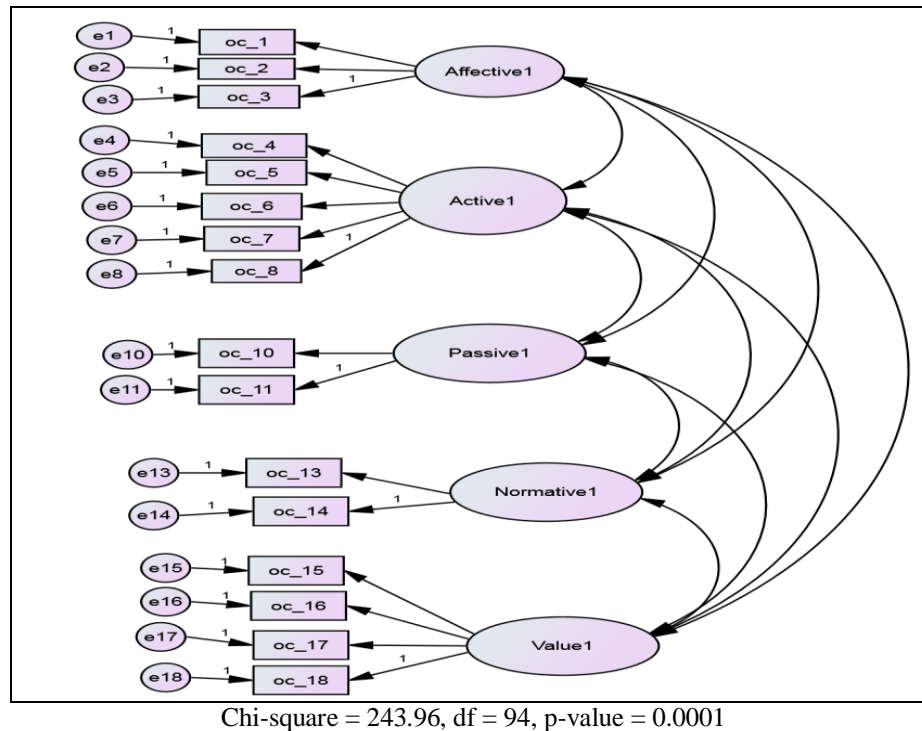 e1 1 oc_1
e2 1 oc_2
e3 1 oc_3 1
Affective1
e4 1 oc_4
e5 1 oc_5
e6 1 oc_6
e7 1 oc_7
e8 1 oc_8 1
Active1
e10 1 oc_10
e11 1 oc_11 1
Passive1
e13 1 oc_13
e14 1 oc_14 1
Normative1
e15 1 oc_15
e16 1 oc_16
e17 1 oc_17
e18 1 oc_18 1
Value1
Chi-square = 243.96, df = 94, p-value = 0.0001